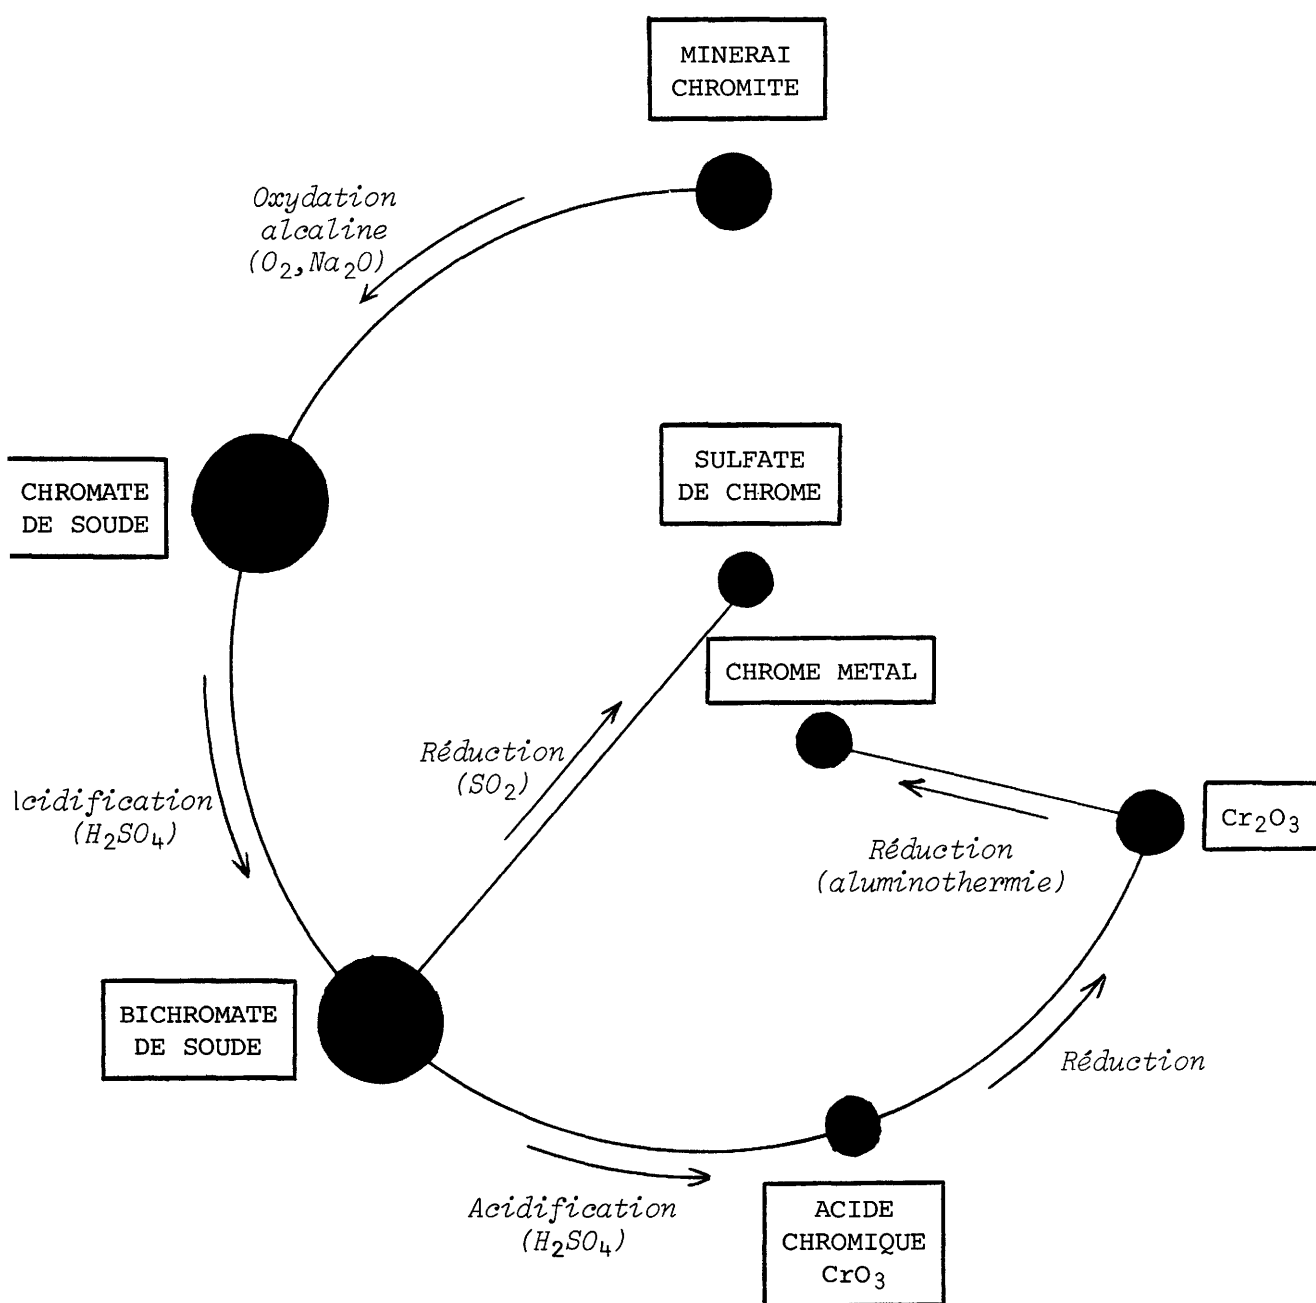 MINERAI
CHROMITE
Oxydation
alcaline
(O₂,Na₂O)
SULFATE
DE CHROME
CHROMATE
DE SOUDE
CHROME METAL
Réduction
(SO₂)
cidification
(H₂SO₄)
Cr₂O₃
Réduction
(aluminothermie)
BICHROMATE
DE SOUDE
Réduction
Acidification
(H₂SO₄)
ACIDE
CHROMIQUE
CrO₃